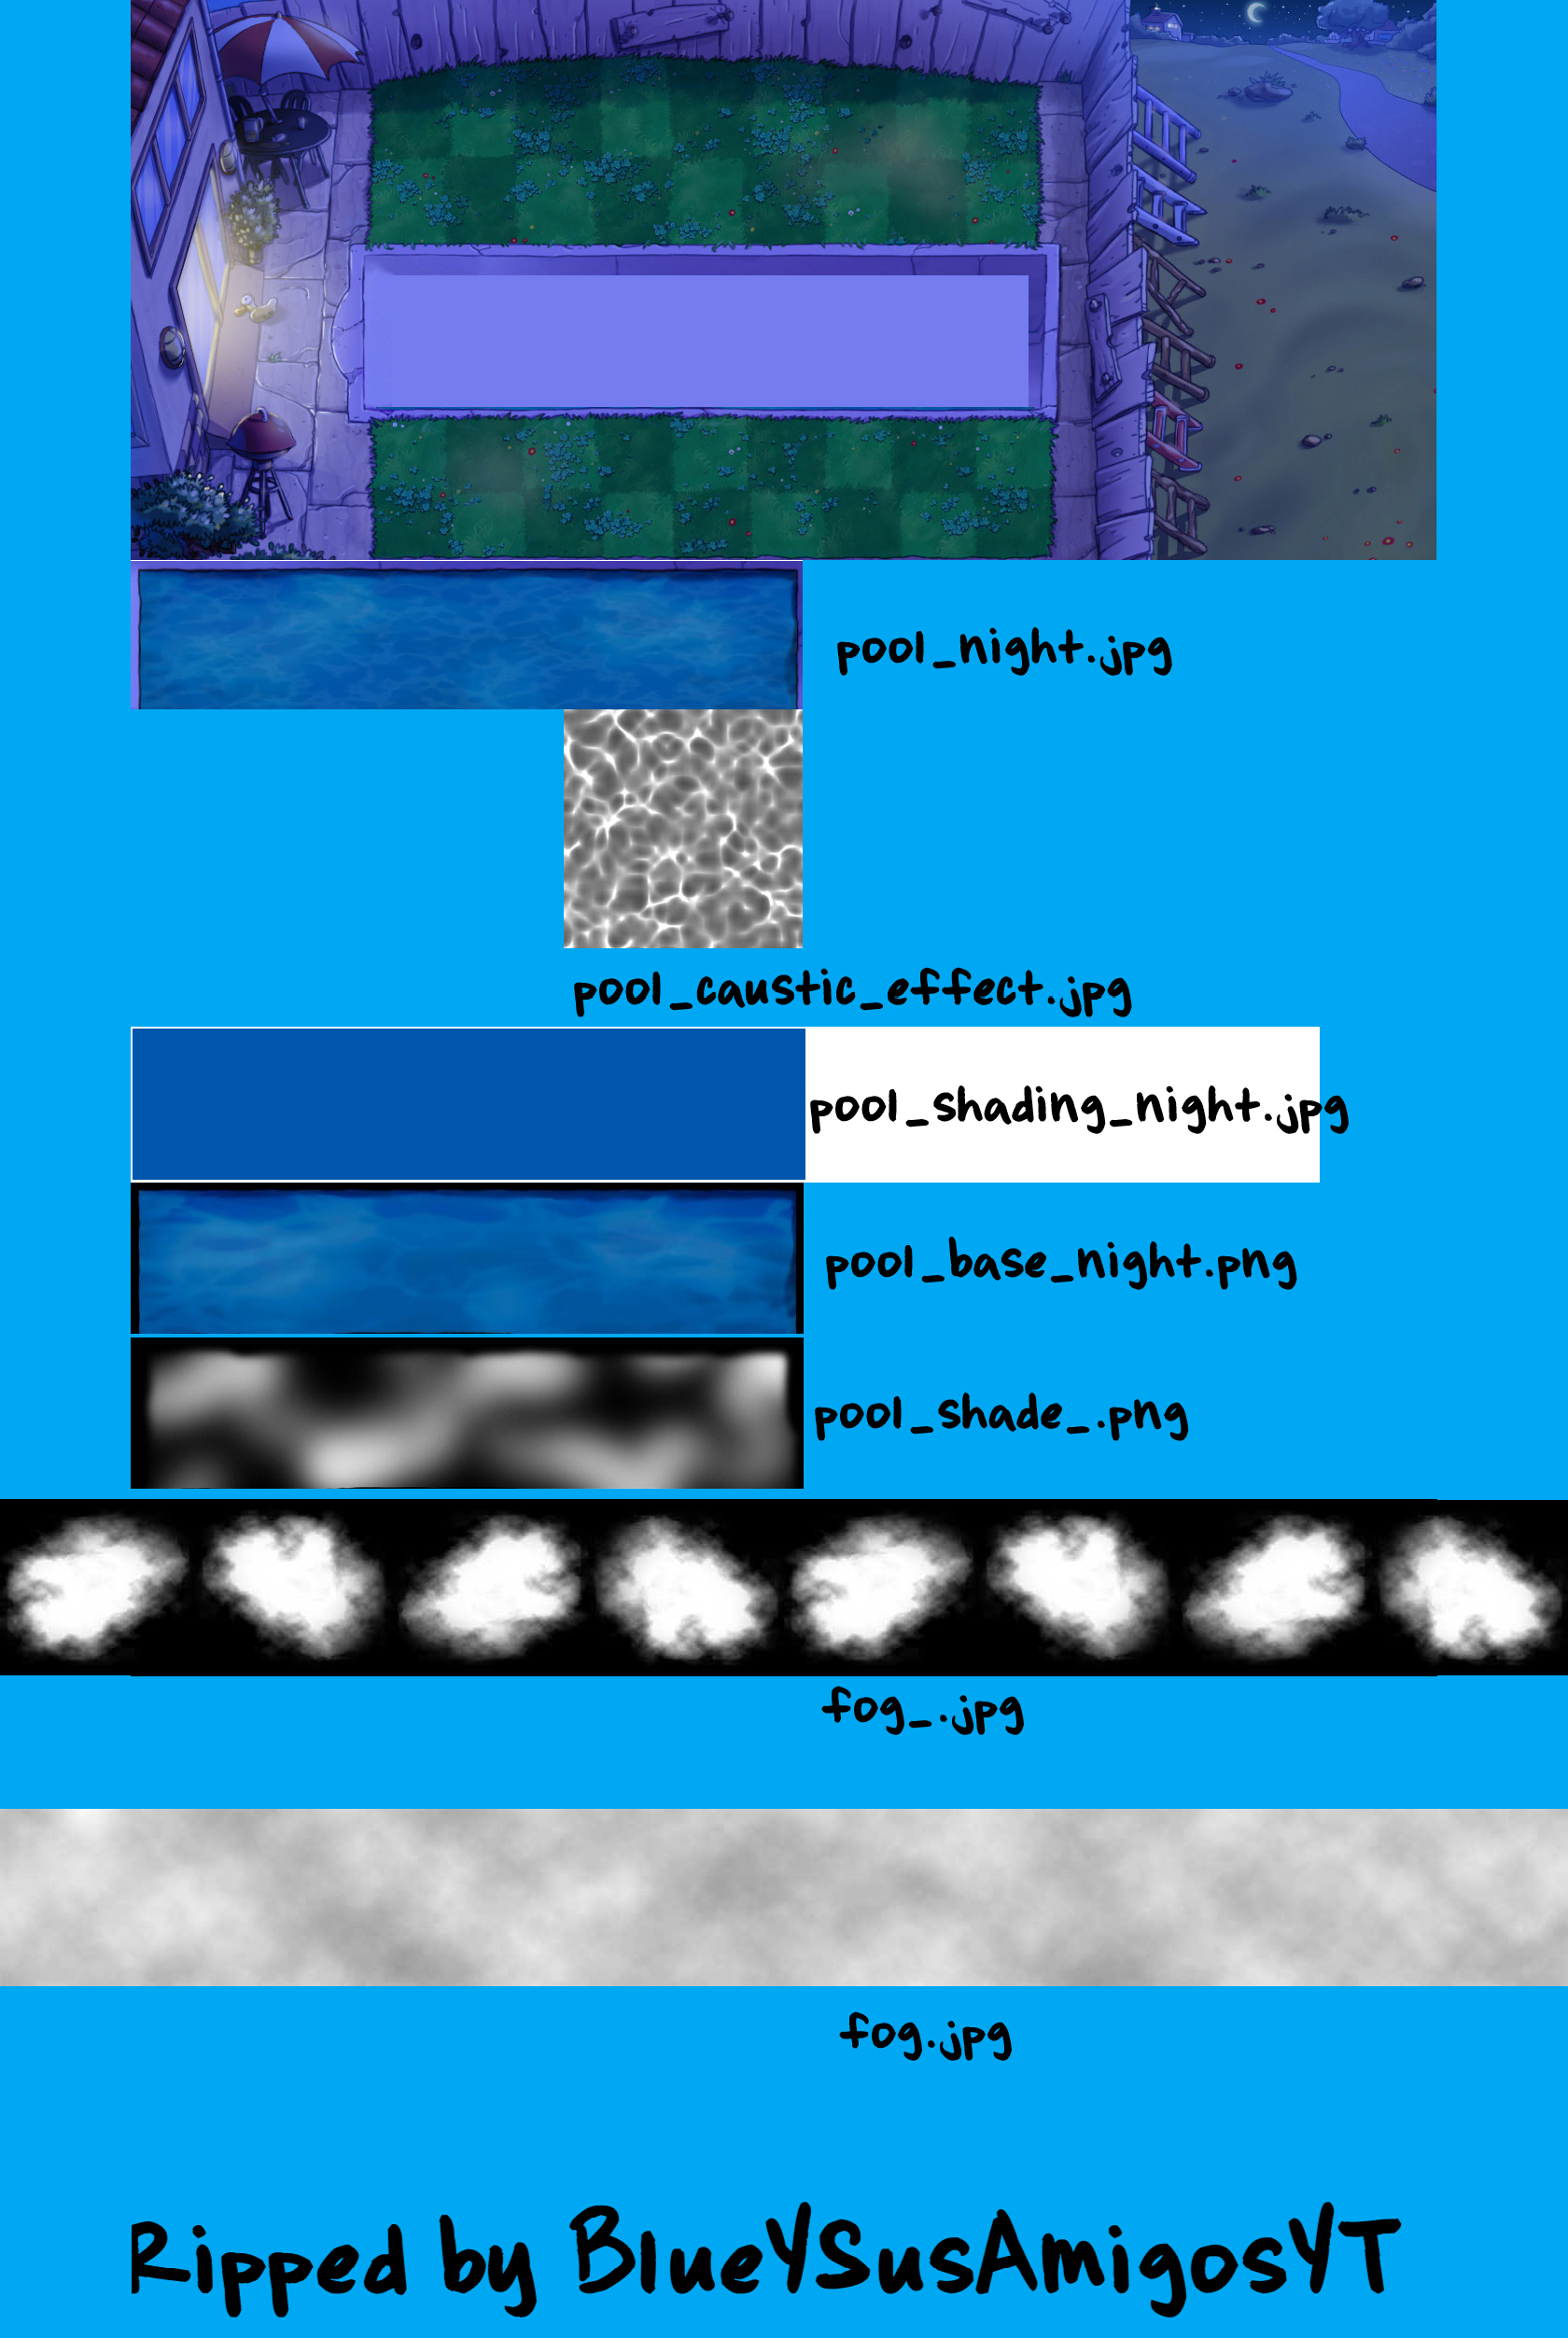 pool_night.jpg
pool_caustic_effect.jpg
pool_shading_night.jpg
pool_base_night.png
pool_shade_.png
fog_.jpg
fog.jpg
Ripped by BlueYSusAmigosYT